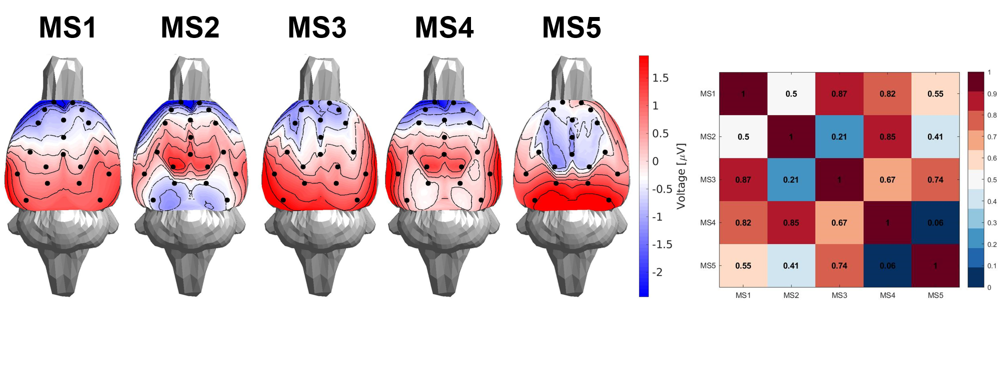 MS1 MS2 MS3 MS4 MS5
1.5
1
0.5
0
-0.5
-1
-1.5
-2
Voltage [µV]
MS1 1 0.5 0.87 0.82 0.55
MS2 0.5 1 0.21 0.85 0.41
MS3 0.87 0.21 1 0.67 0.74
MS4 0.82 0.85 0.67 1 0.06
MS5 0.55 0.41 0.74 0.06 1
MS1 MS2 MS3 MS4 MS5
1
0.9
0.8
0.7
0.6
0.5
0.4
0.3
0.2
0.1
0